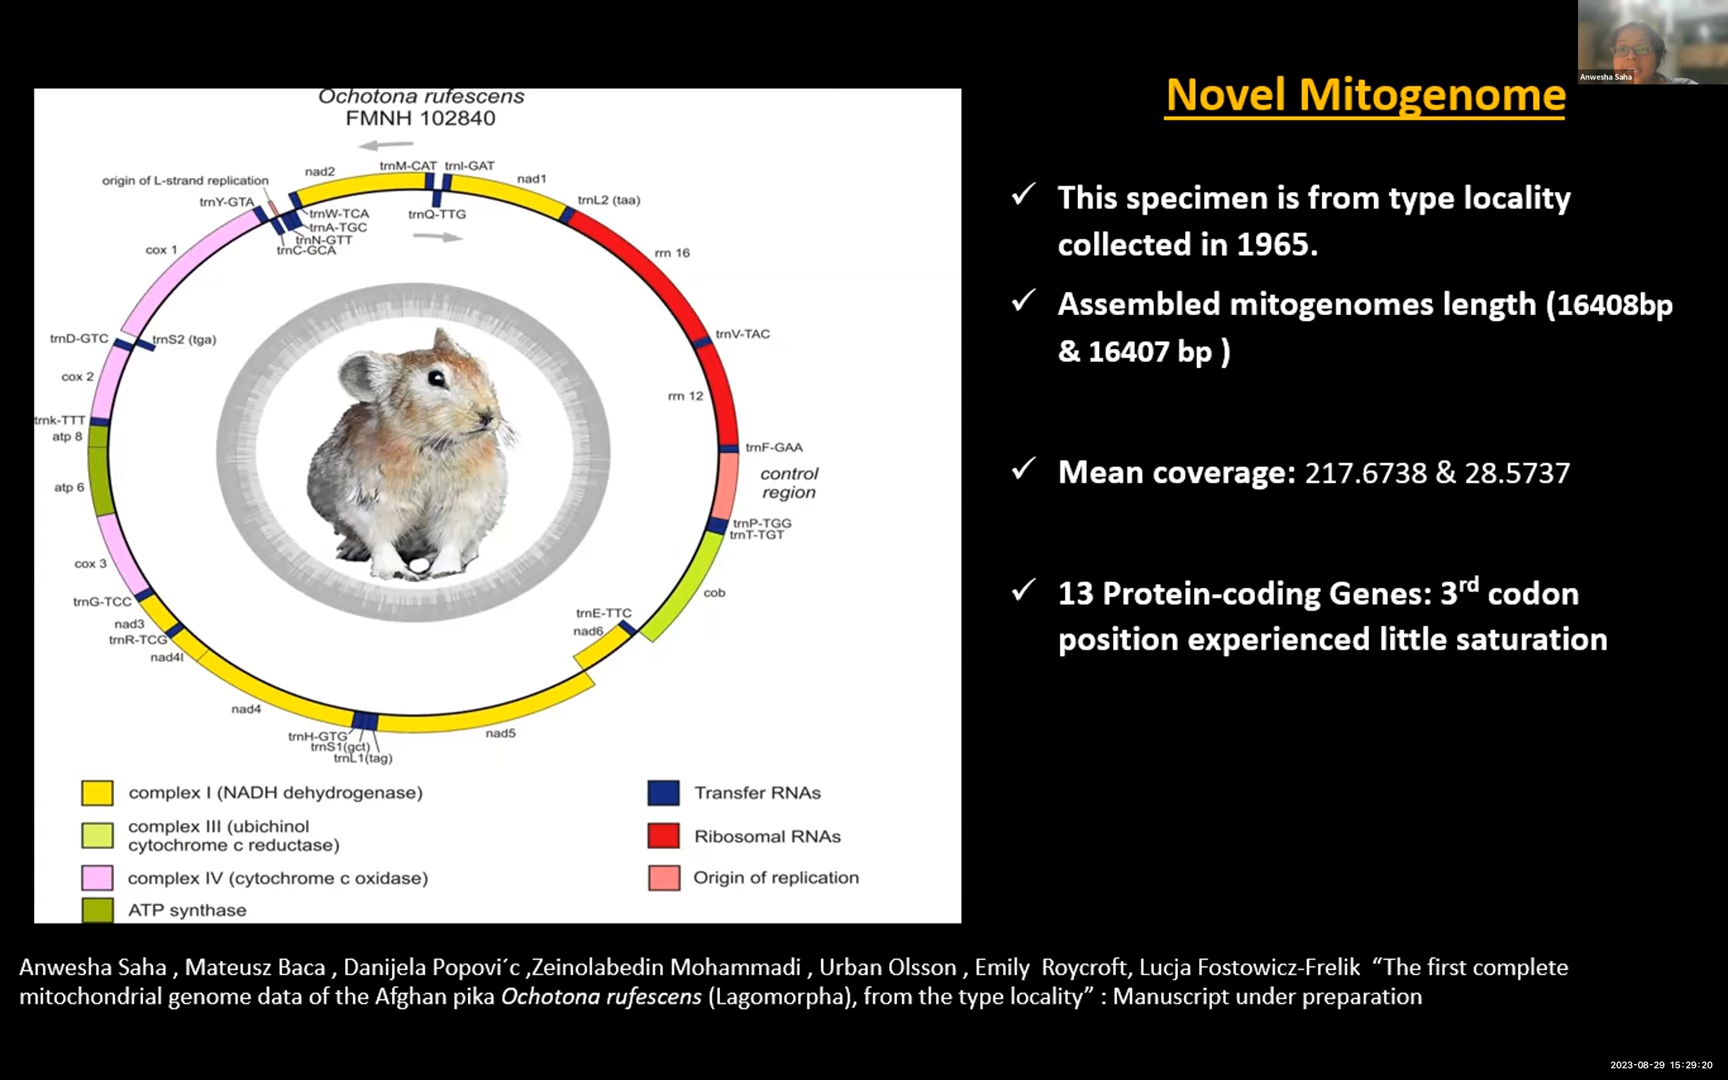 Anwesha Saha
Novel Mitogenome
Ochotona rufescens
FMNH 102840
trnM-CAT
trnI-GAT
nad2
nad1
origin of L-strand replication
trnY-GTA
trnL2 (taa)
trnW-TCA
trnQ-TTG
trnA-TGC
trnN-GTT
trnC-GCA
cox 1
rrn 16
trnD-GTC
trnS2 (tga)
trnV-TAC
cox 2
rrn 12
trnk-TTT
atp 8
trnF-GAA
control
region
atp 6
trnP-TGG
trnT-TGT
cox 3
cob
trnG-TCC
trnE-TTC
nad3
nad6
trnR-TCG
nad4l
nad4
nad5
trnH-GTG
trnS1(gct)
trnL1(tag)
complex I (NADH dehydrogenase)
complex III (ubichinol
cytochrome c reductase)
complex IV (cytochrome c oxidase)
ATP synthase
Transfer RNAs
Ribosomal RNAs
Origin of replication
✓ This specimen is from type locality
collected in 1965.
✓ Assembled mitogenomes length (16408bp
& 16407 bp )
✓ Mean coverage: 217.6738 & 28.5737
✓ 13 Protein-coding Genes: 3rd codon
position experienced little saturation
Anwesha Saha , Mateusz Baca , Danijela Popovi´c ,Zeinolabedin Mohammadi , Urban Olsson , Emily Roycroft, Lucja Fostowicz-Frelik “The first complete
mitochondrial genome data of the Afghan pika Ochotona rufescens (Lagomorpha), from the type locality” : Manuscript under preparation
2023-08-29 15:29:20